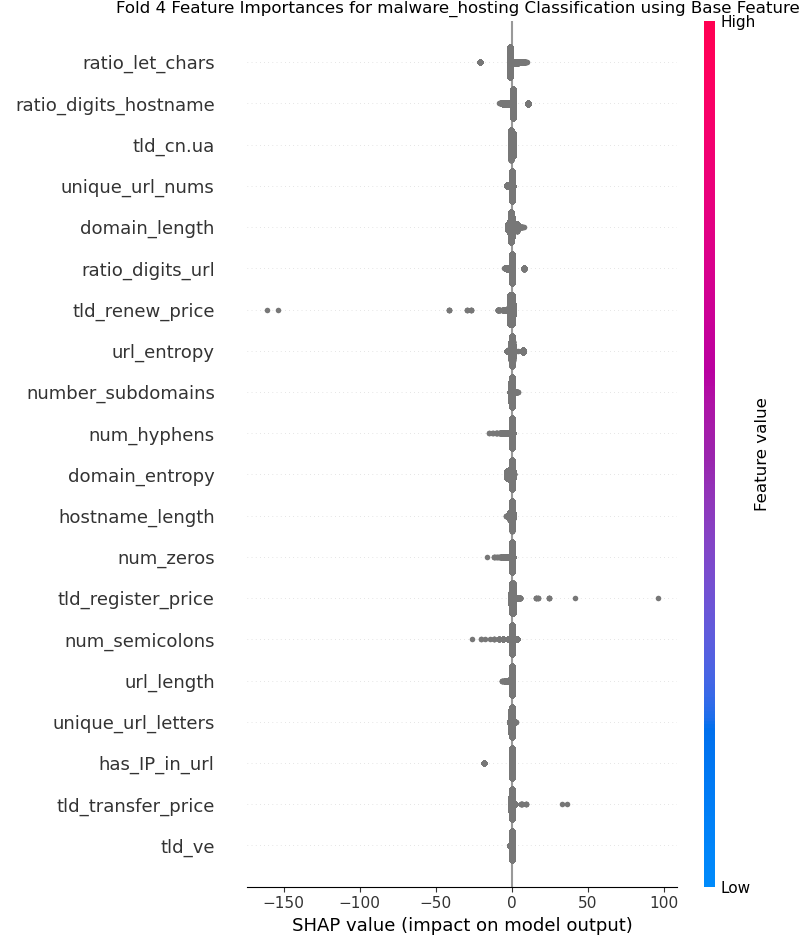 Fold 4 Feature Importances for malware_hosting Classification using Base Feature
High
ratio_let_chars
ratio_digits_hostname
tld_cn.ua
unique_url_nums
domain_length
ratio_digits_url
tld_renew_price
url_entropy
number_subdomains
num_hyphens
domain_entropy
hostname_length
num_zeros
tld_register_price
num_semicolons
url_length
unique_url_letters
has_IP_in_url
tld_transfer_price
tld_ve
Feature value
Low
−150 −100 −50 0 50 100
SHAP value (impact on model output)